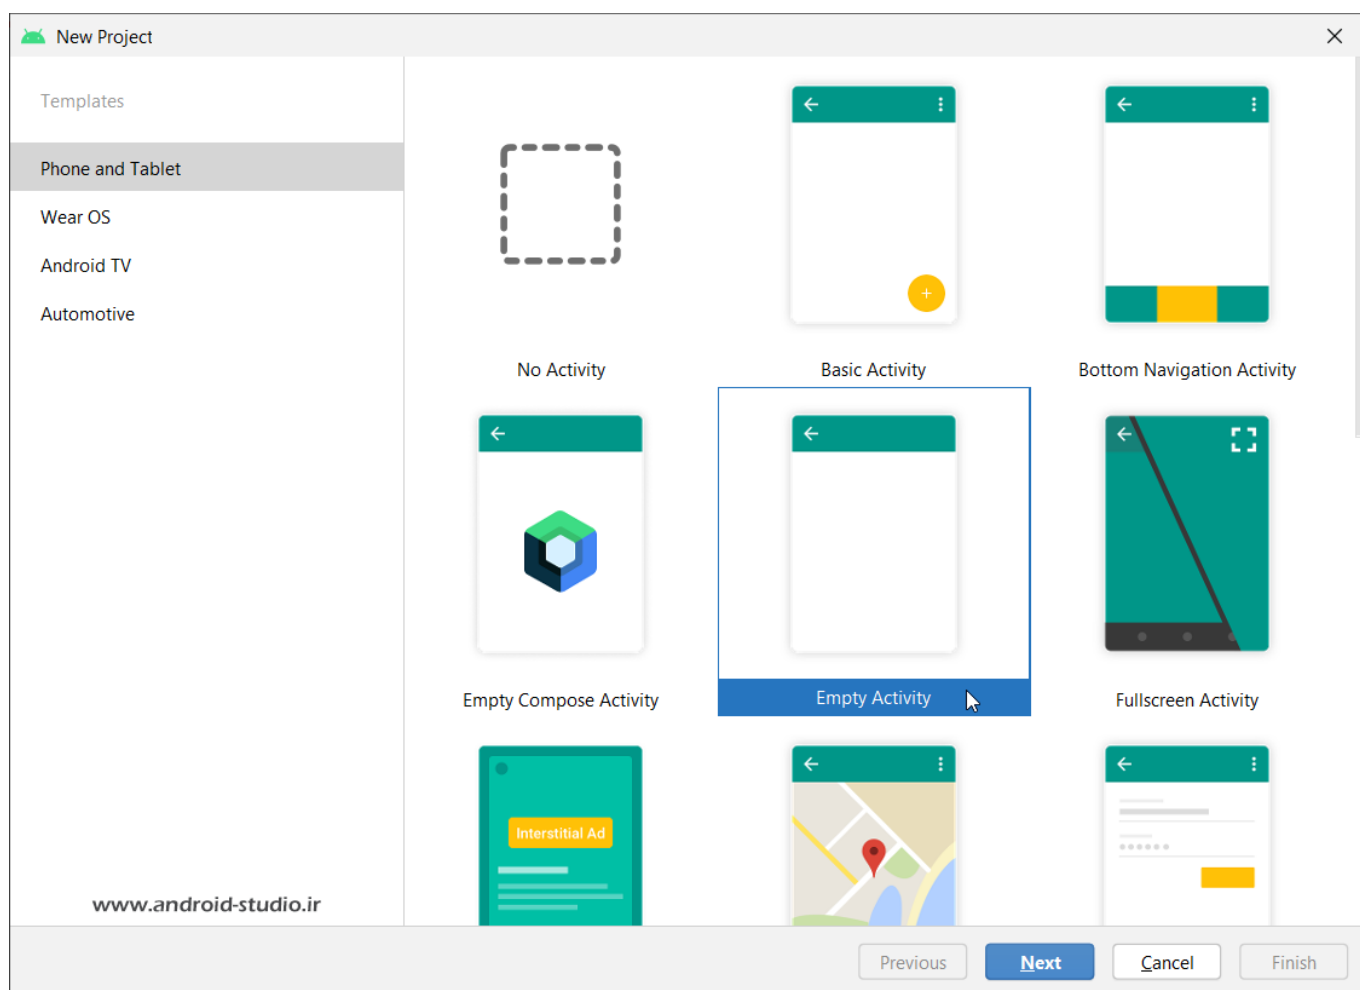 New Project
Templates
Phone and Tablet
Wear OS
Android TV
Automotive
No Activity
Basic Activity
Bottom Navigation Activity
Empty Compose Activity
Empty Activity
Fullscreen Activity
Interstitial Ad
www.android-studio.ir
Previous
Next
Cancel
Finish